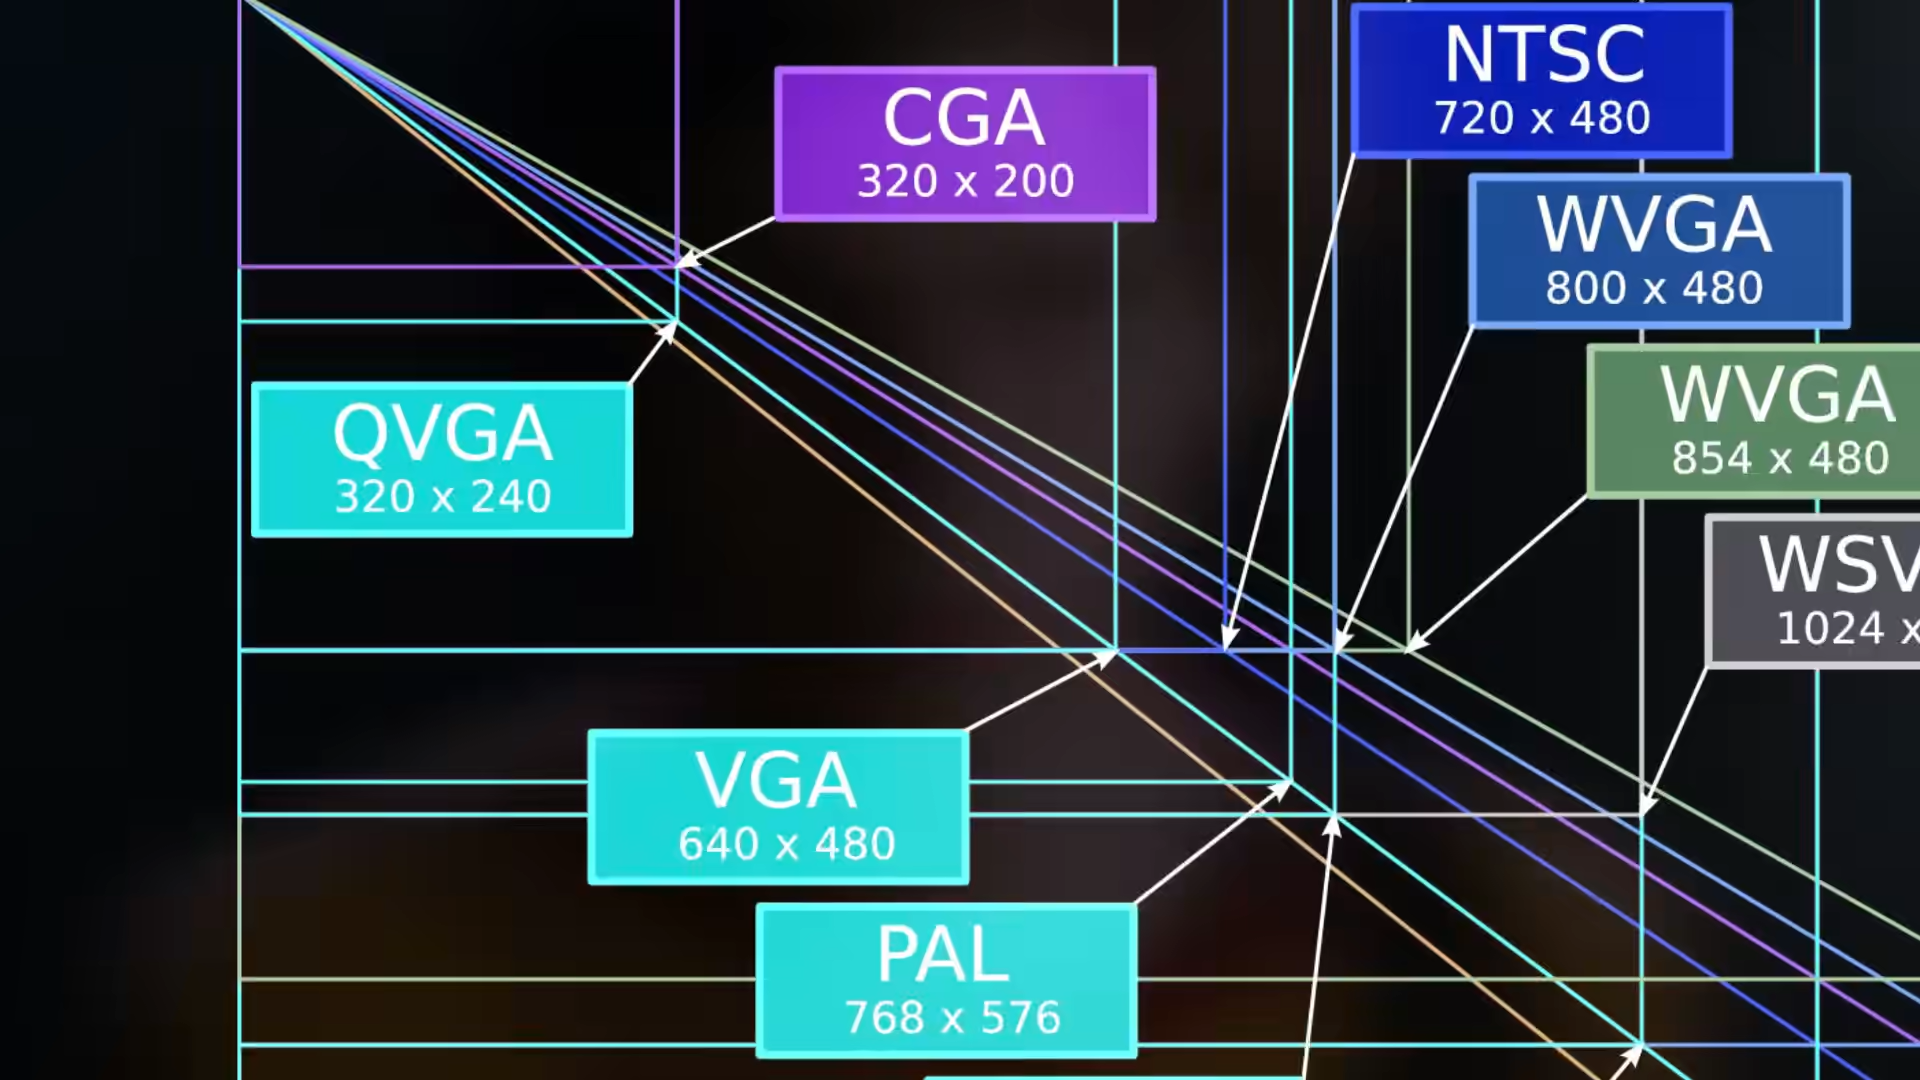 NTSC
720 x 480
CGA
320 x 200
WVGA
800 x 480
WVGA
854 x 480
QVGA
320 x 240
WSV
1024 x
VGA
640 x 480
PAL
768 x 576